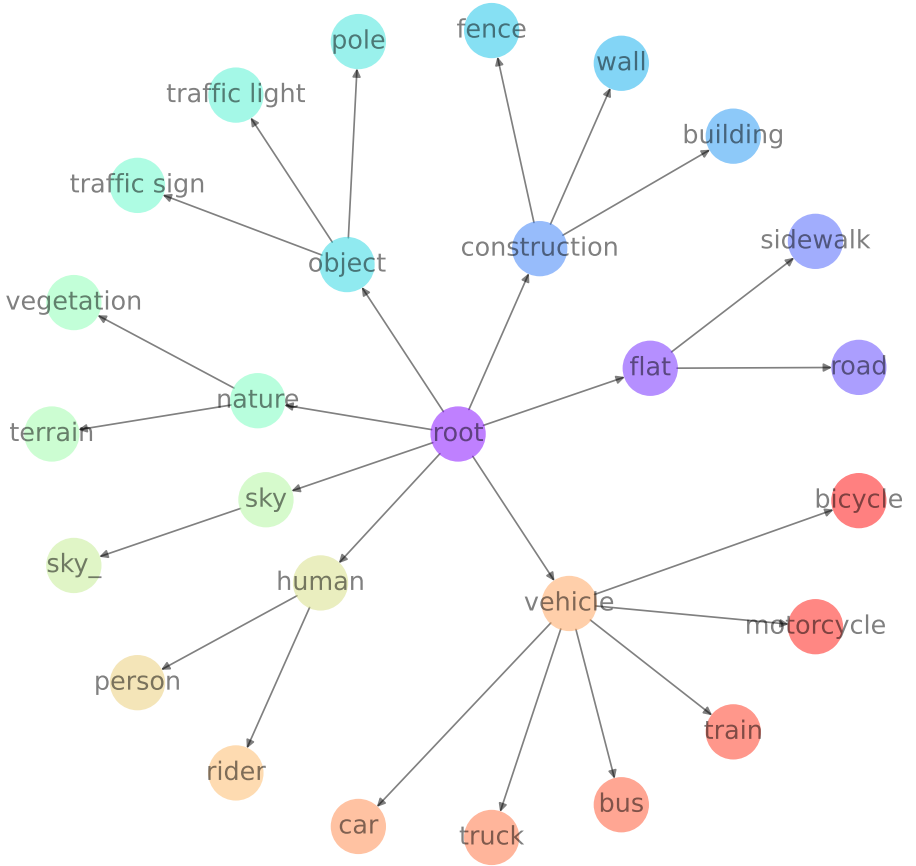 fence
pole
wall
traffic light
building
traffic sign
sidewalk
construction
object
vegetation
flat
road
nature
terrain
root
sky
bicycle
sky_
human
vehicle
motorcycle
person
train
rider
bus
car
truck